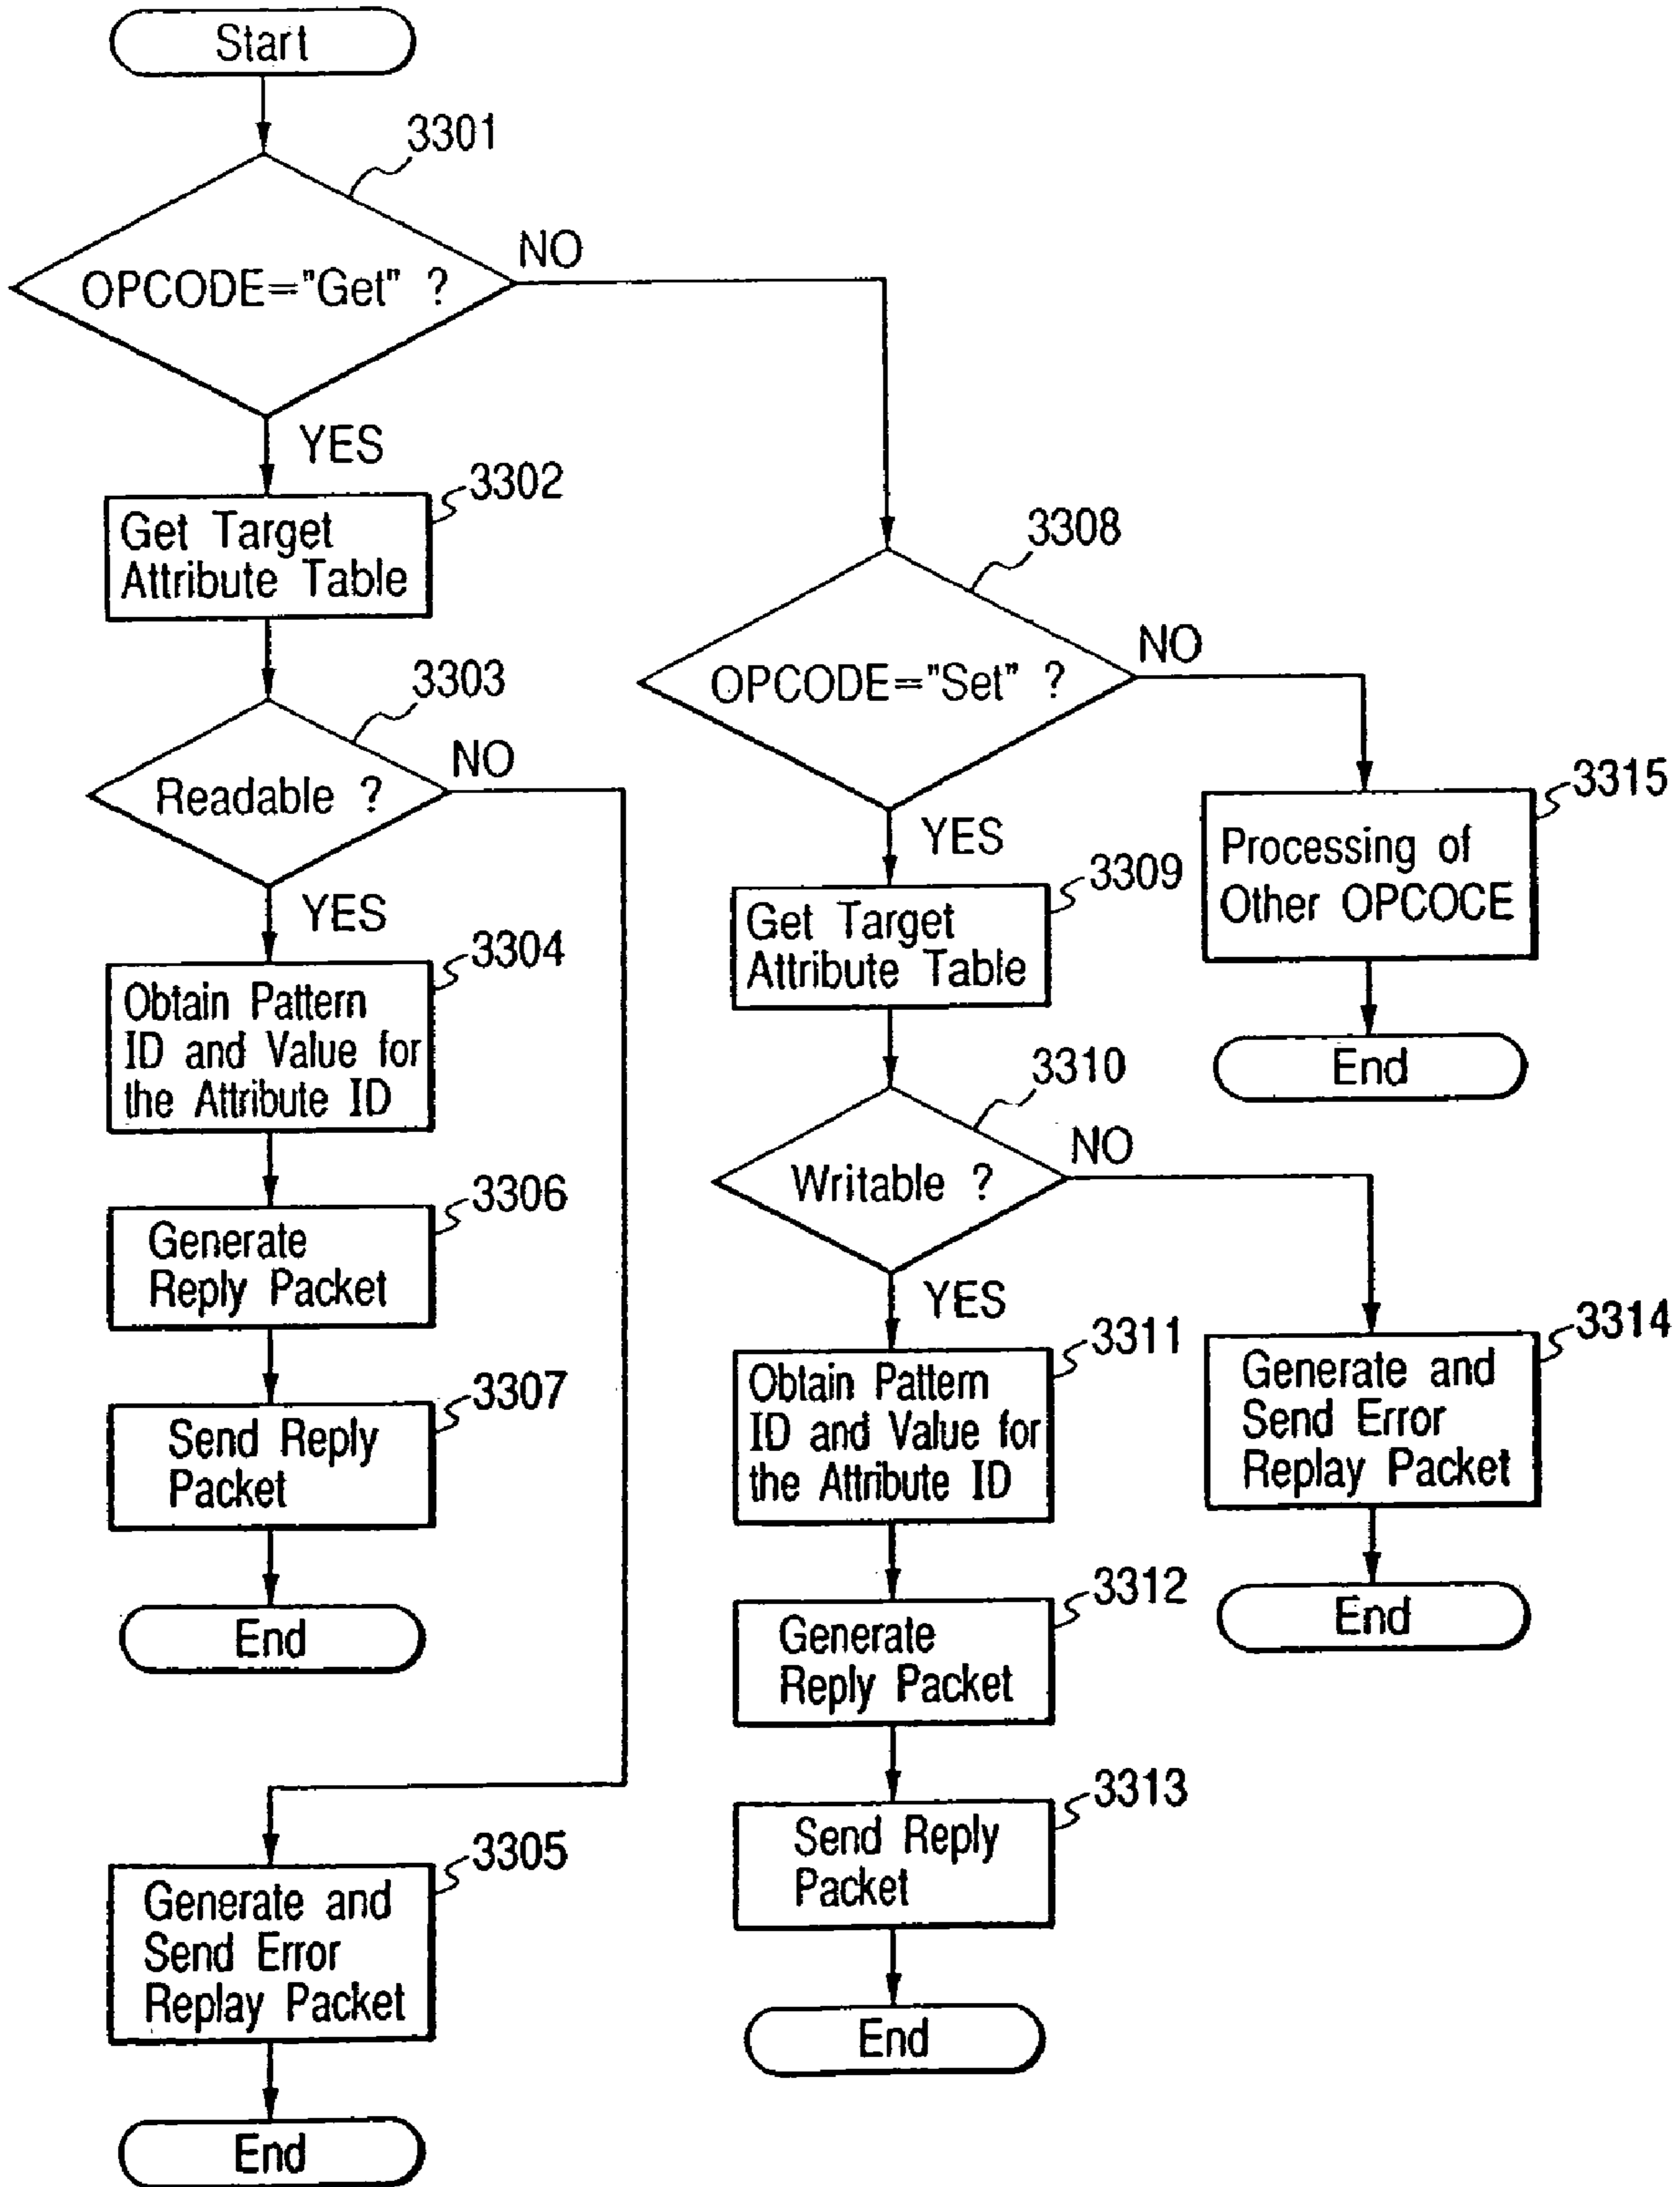 Start
3301
OPCODE="Get" ?
NO
YES
3302
Get Target
Attribute Table
3303
Readable ?
NO
YES
3304
Obtain Pattern
ID and Value for
the Attribute ID
3306
Generate
Reply Packet
3307
Send Reply
Packet
End
3305
Generate and
Send Error
Replay Packet
End
3308
OPCODE="Set" ?
NO
YES
3309
Get Target
Attribute Table
3310
Writable ?
NO
YES
3311
Obtain Pattern
ID and Value for
the Attribute ID
3312
Generate
Reply Packet
3313
Send Reply
Packet
End
3315
Processing of
Other OPCOCE
End
3314
Generate and
Send Error
Replay Packet
End